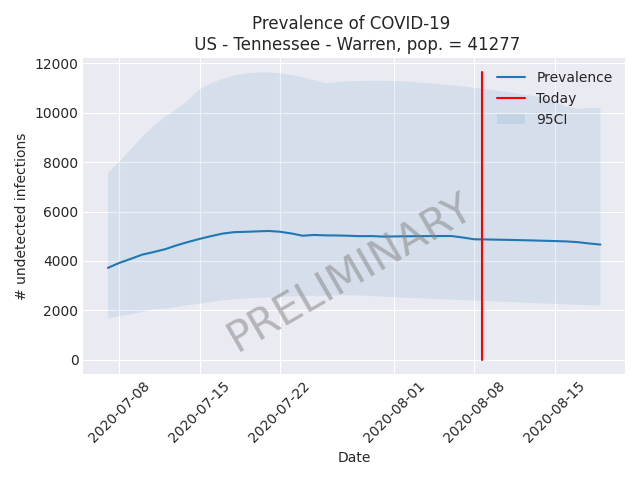 Prevalence of COVID-19
US - Tennessee - Warren, pop. = 41277
12000
10000
8000
6000
4000
2000
0
# undetected infections
Prevalence
Today
95CI
PRELIMINARY
2020-07-08
2020-07-15
2020-07-22
2020-08-01
2020-08-08
2020-08-15
Date